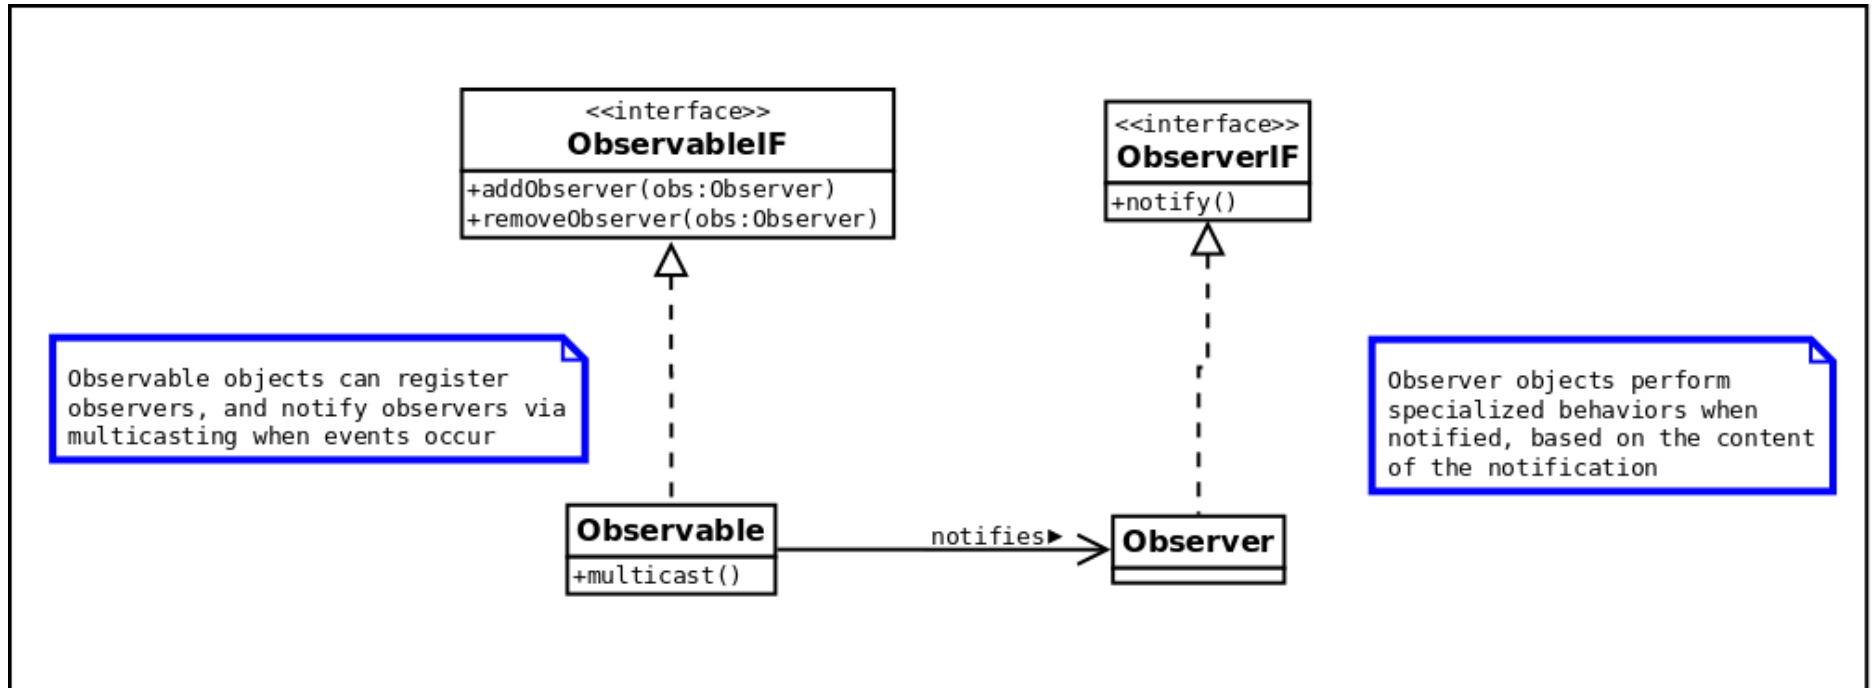 <<interface>>
ObservableIF
+addObserver(obs:Observer)
+removeObserver(obs:Observer)
<<interface>>
ObserverIF
+notify()
Observable objects can register
observers, and notify observers via
multicasting when events occur
Observer objects perform
specialized behaviors when
notified, based on the content
of the notification
Observable
+multicast()
notifies►
Observer